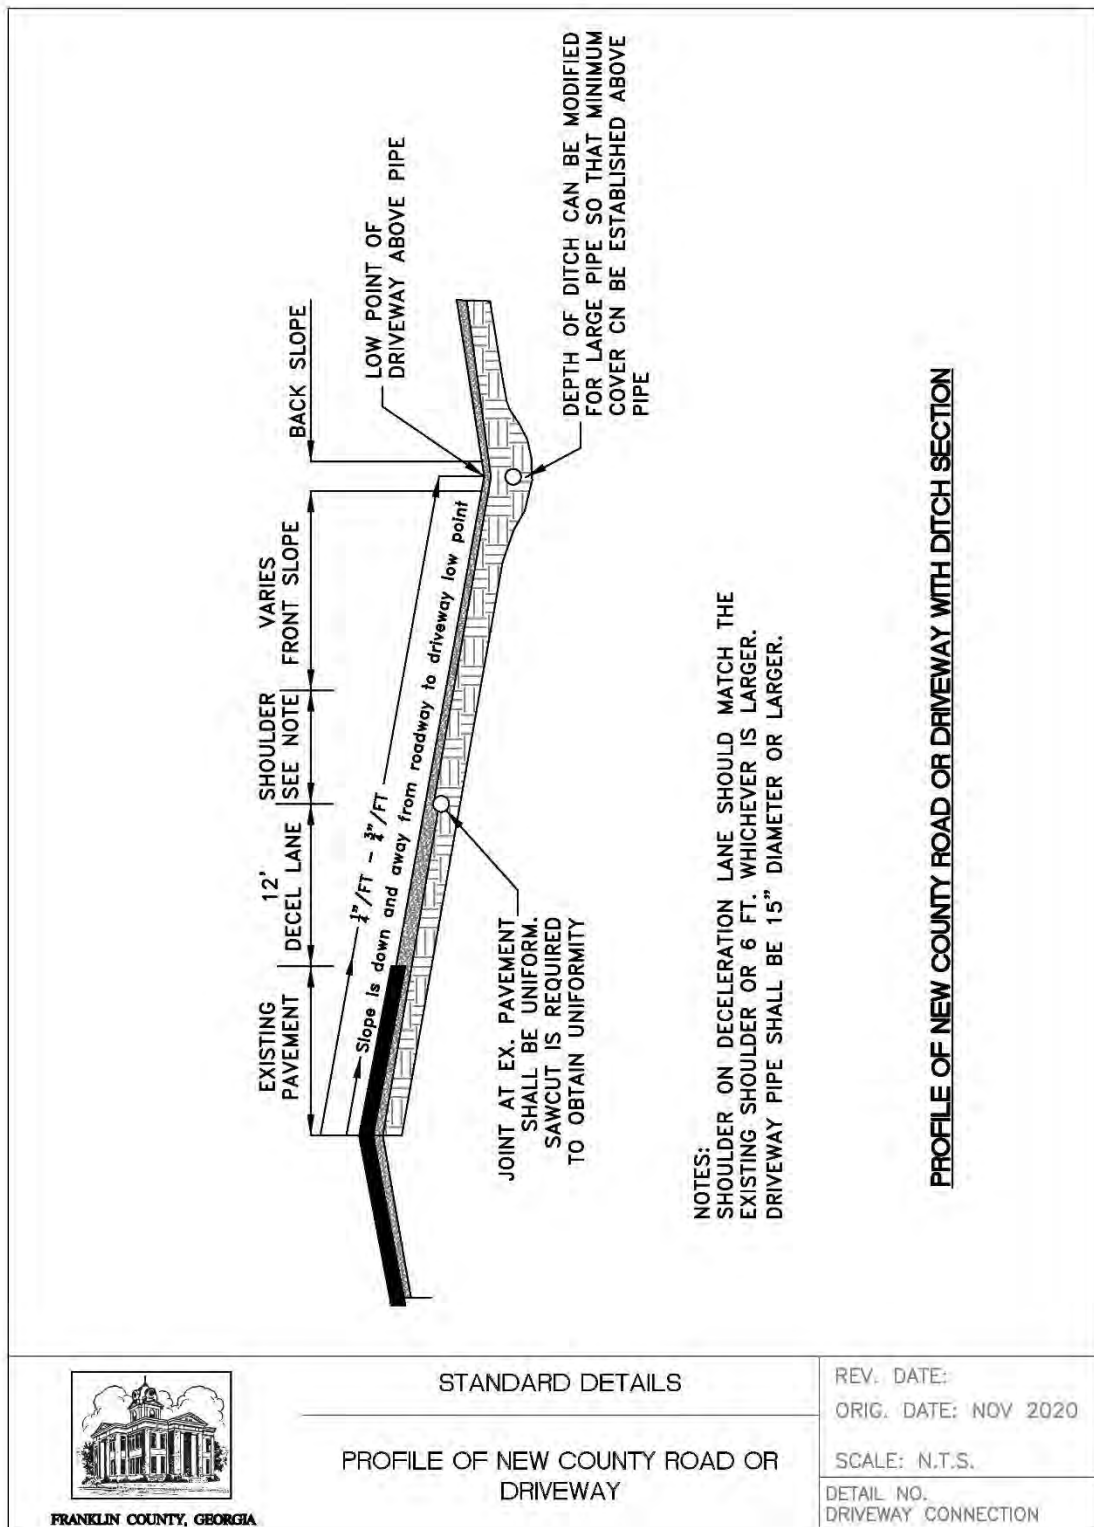 EXISTING
PAVEMENT
12'
DECEL LANE
SHOULDER
SEE NOTE
VARIES
FRONT SLOPE
BACK SLOPE
LOW POINT OF
DRIVEWAY ABOVE PIPE
1/4"/FT - 3/4"/FT
Slope is down and away from roadway to driveway low point
JOINT AT EX. PAVEMENT
SHALL BE UNIFORM.
SAWCUT IS REQUIRED
TO OBTAIN UNIFORMITY
DEPTH OF DITCH CAN BE MODIFIED
FOR LARGE PIPE SO THAT MINIMUM
COVER CN BE ESTABLISHED ABOVE
PIPE
NOTES:
SHOULDER ON DECELERATION LANE SHOULD MATCH THE
EXISTING SHOULDER OR 6 FT. WHICHEVER IS LARGER.
DRIVEWAY PIPE SHALL BE 15" DIAMETER OR LARGER.
PROFILE OF NEW COUNTY ROAD OR DRIVEWAY WITH DITCH SECTION
FRANKLIN COUNTY, GEORGIA
STANDARD DETAILS
PROFILE OF NEW COUNTY ROAD OR
DRIVEWAY
REV. DATE:
ORIG. DATE: NOV 2020
SCALE: N.T.S.
DETAIL NO.
DRIVEWAY CONNECTION